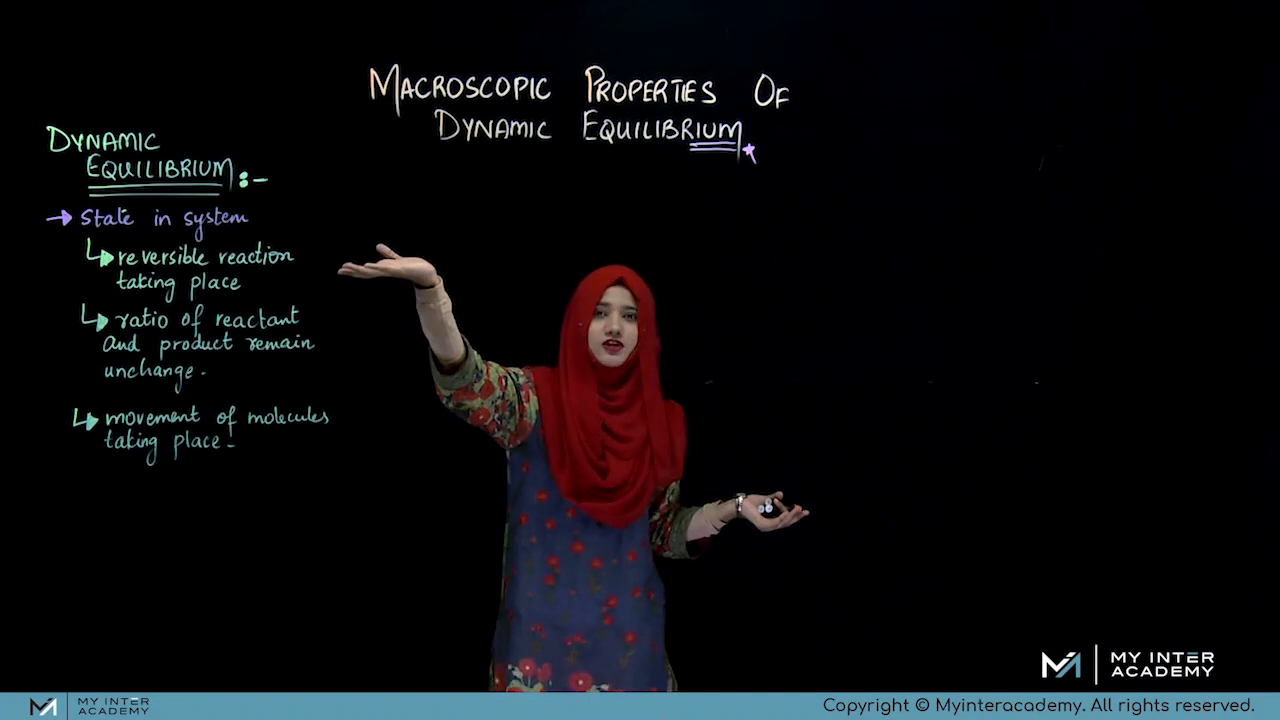 MACROSCOPIC PROPERTIES OF
DYNAMIC EQUILIBRIUM
DYNAMIC
EQUILIBRIUM :-
→ State in system
↳ reversible reaction
taking place
↳ ratio of reactant
and product remain
unchange.
↳ movement of molecules
taking place -
MY INTER
ACADEMY
MY INTER
ACADEMY
Copyright © Myinteracademy. All rights reserved.